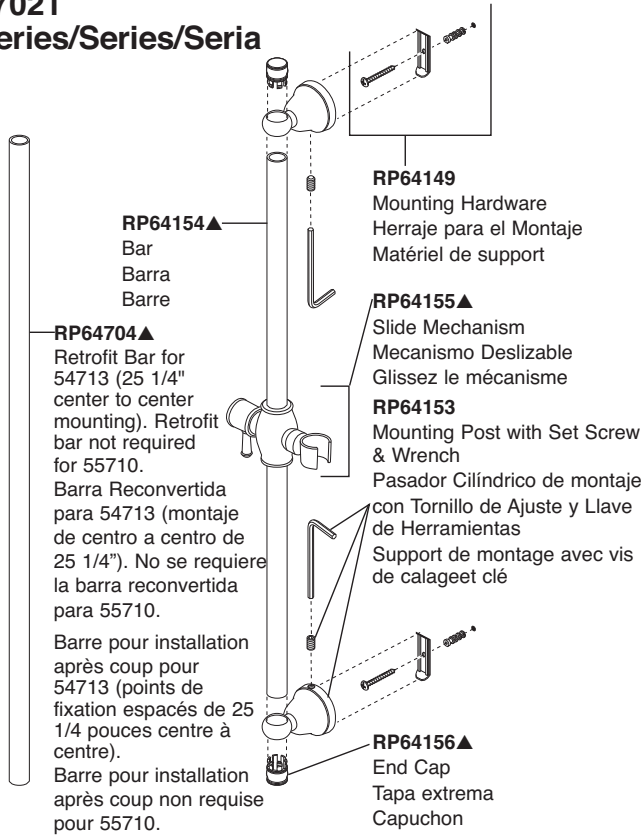 7021
eries/Series/Seria
RP64149
Mounting Hardware
Herraje para el Montaje
Matériel de support
RP64154▲
Bar
Barra
Barre
RP64155▲
Slide Mechanism
Mecanismo Deslizable
Glissez le mécanisme
RP64704▲
Retrofit Bar for
54713 (25 1/4"
center to center
mounting). Retrofit
bar not required
for 55710.
Barra Reconvertida
para 54713 (montaje
de centro a centro de
25 1/4”). No se requiere
la barra reconvertida
para 55710.
Barre pour installation
après coup pour
54713 (points de
fixation espacés de 25
1/4 pouces centre à
centre).
Barre pour installation
après coup non requise
pour 55710.
RP64153
Mounting Post with Set Screw
& Wrench
Pasador Cilíndrico de montaje
con Tornillo de Ajuste y Llave
de Herramientas
Support de montage avec vis
de calageet clé
RP64156▲
End Cap
Tapa extrema
Capuchon